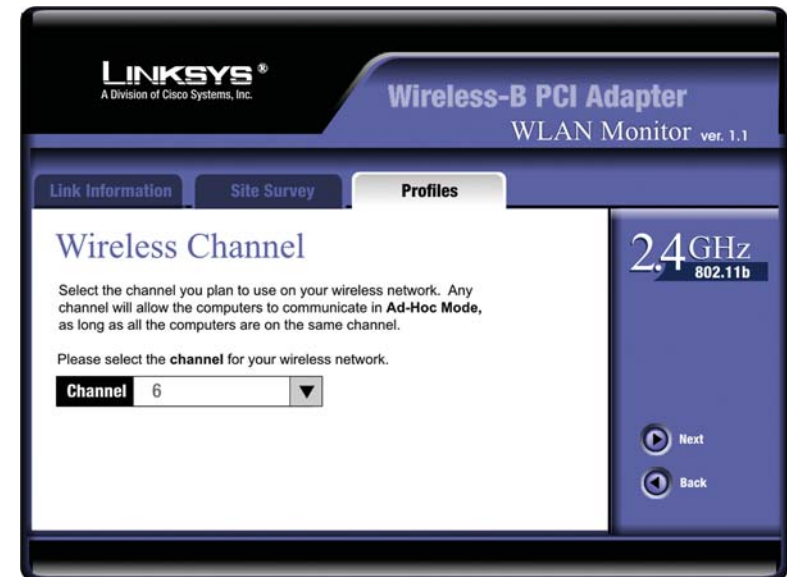 LINKSYS®
A Division of Cisco Systems, Inc.
Wireless-B PCI Adapter
WLAN Monitor ver. 1.1
Link Information
Site Survey
Profiles
Wireless Channel
Select the channel you plan to use on your wireless network. Any
channel will allow the computers to communicate in Ad-Hoc Mode,
as long as all the computers are on the same channel.
Please select the channel for your wireless network.
Channel 6
2.4 GHz
802.11b
Next
Back